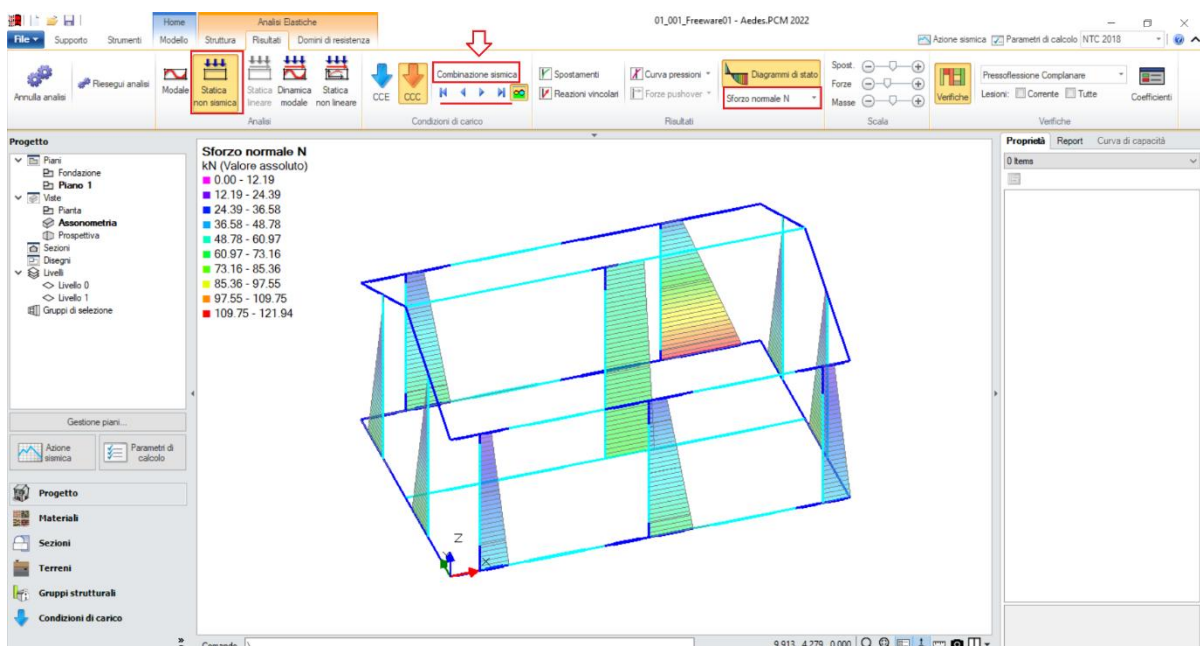 Home
Analisi Elastiche
01_001_Freeware01 - Aedes.PCM 2022
File
Supporto
Strumenti
Modello
Struttura
Risultati
Domini di resistenza
Azione sismica
Parametri di calcolo
NTC 2018
Annulla analisi
Riesegui analisi
Modale
Statica non sismica
Statica lineare
Dinamica modale
Statica non lineare
Analisi
CCE
CCC
Combinazione sismica
Condizioni di carico
Spostamenti
Reazioni vincolari
Curva pressioni
Forze pushover
Diagrammi di stato
Sforzo normale N
Risultati
Spost.
Forze
Masse
Scala
Verifiche
Pressoflessione Complanare
Lesioni:
Corrente
Tutte
Coefficienti
Verifiche
Progetto
Piani
Fondazione
Piano 1
Viste
Pianta
Assonometria
Prospettiva
Sezioni
Disegni
Livelli
Livello 0
Livello 1
Gruppi di selezione
Gestione piani...
Azione sismica
Parametri di calcolo
Progetto
Materiali
Sezioni
Terreni
Gruppi strutturali
Condizioni di carico
Sforzo normale N
kN (Valore assoluto)
0.00 - 12.19
12.19 - 24.39
24.39 - 36.58
36.58 - 48.78
48.78 - 60.97
60.97 - 73.16
73.16 - 85.36
85.36 - 97.55
97.55 - 109.75
109.75 - 121.94
Z
X
Proprietà
Report
Curva di capacità
0 Items
Comando
9.913 4.279 0.000